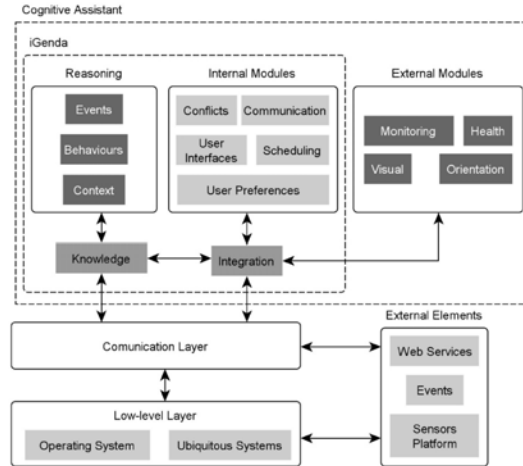 Cognitive Assistant
iGenda
Reasoning
Internal Modules
External Modules
Events
Behaviours
Context
Conflicts
Communication
User
Interfaces
Scheduling
User Preferences
Monitoring
Health
Visual
Orientation
Knowledge
Integration
External Elements
Comunication Layer
Web Services
Events
Sensors
Platform
Low-level Layer
Operating System
Ubiquitous Systems